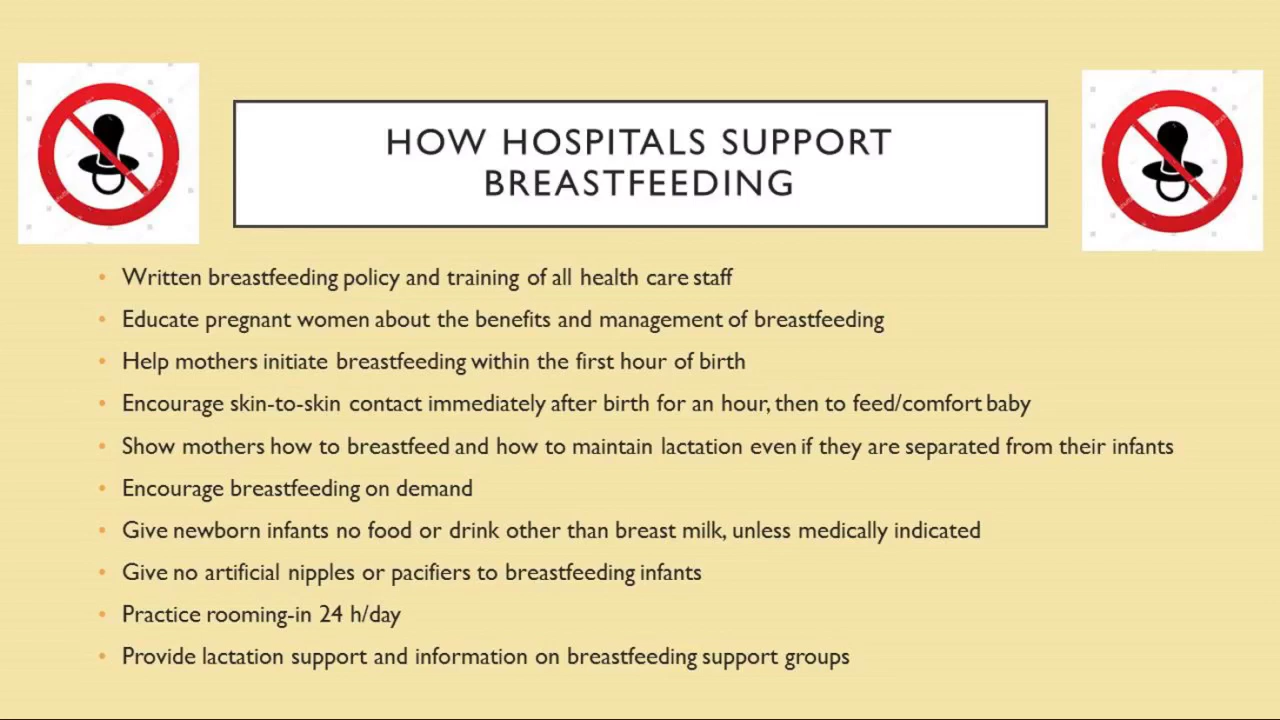 HOW HOSPITALS SUPPORT
BREASTFEEDING
• Written breastfeeding policy and training of all health care staff
• Educate pregnant women about the benefits and management of breastfeeding
• Help mothers initiate breastfeeding within the first hour of birth
• Encourage skin-to-skin contact immediately after birth for an hour, then to feed/comfort baby
• Show mothers how to breastfeed and how to maintain lactation even if they are separated from their infants
• Encourage breastfeeding on demand
• Give newborn infants no food or drink other than breast milk, unless medically indicated
• Give no artificial nipples or pacifiers to breastfeeding infants
• Practice rooming-in 24 h/day
• Provide lactation support and information on breastfeeding support groups